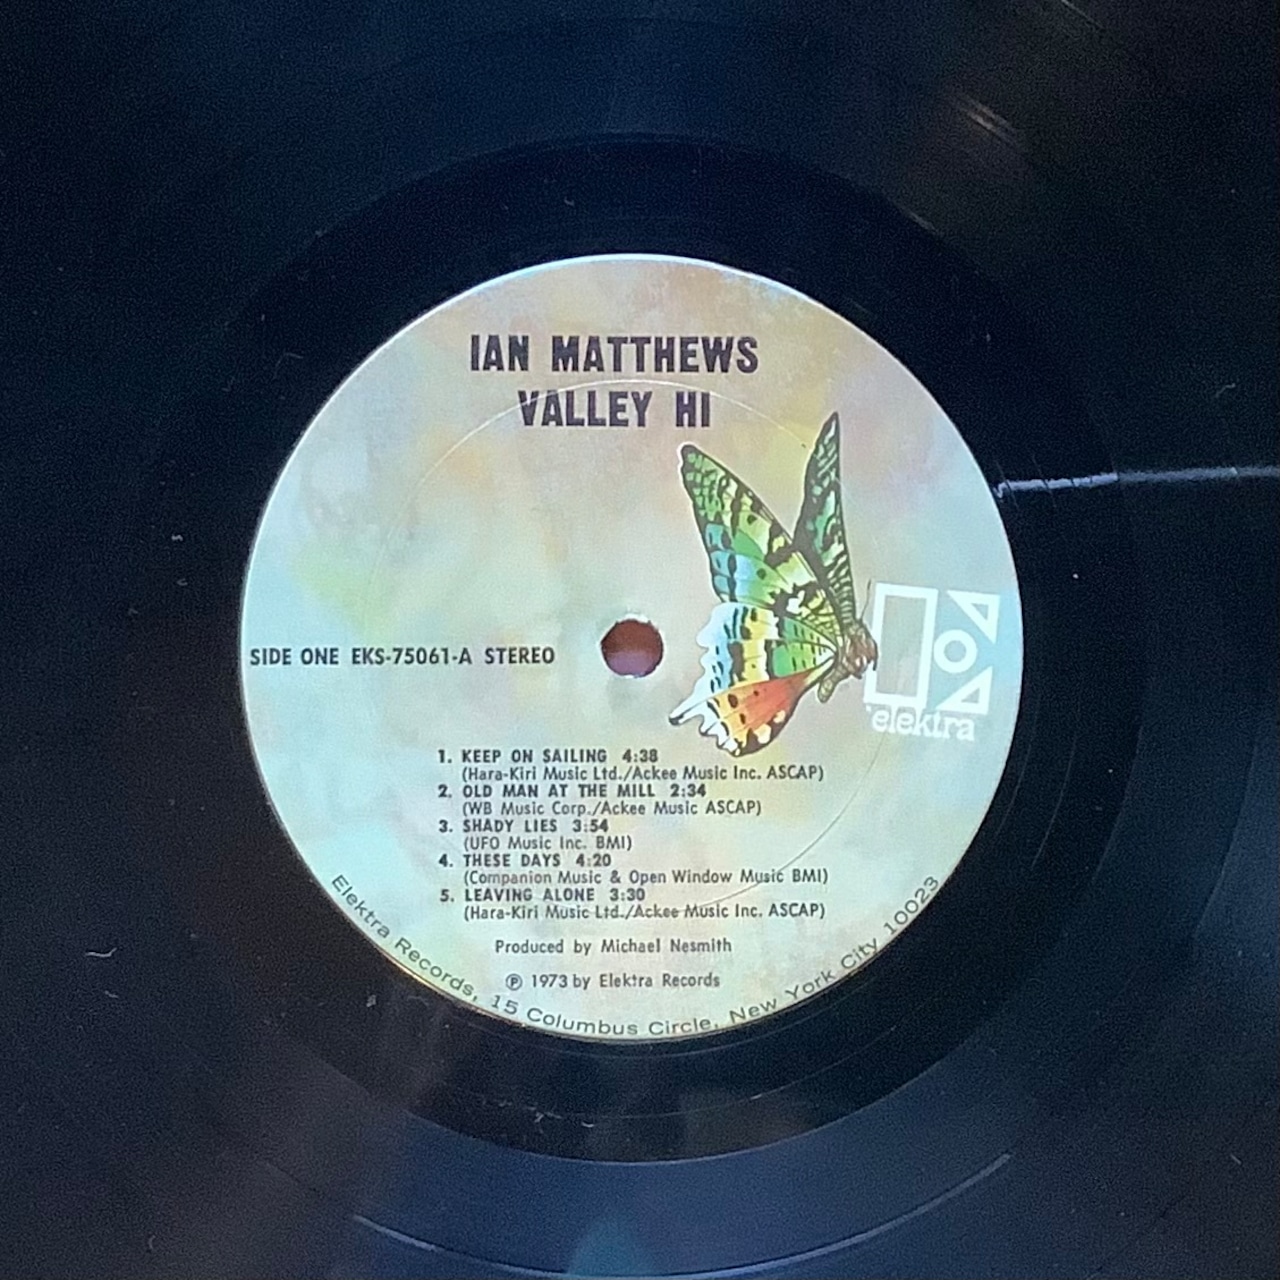 IAN MATTHEWS
VALLEY HI
SIDE ONE EKS-75061-A STEREO
elektra
1. KEEP ON SAILING 4:38
(Hara-Kiri Music Ltd./Ackee Music Inc. ASCAP)
2. OLD MAN AT THE MILL 2:34
(WB Music Corp./Ackee Music ASCAP)
3. SHADY LIES 3:54
(UFO Music Inc. BMI)
4. THESE DAYS 4:20
(Companion Music & Open Window Music BMI)
5. LEAVING ALONE 3:30
(Hara-Kiri Music Ltd./Ackee Music Inc. ASCAP)
Produced by Michael Nesmith
℗ 1973 by Elektra Records
Elektra Records, 15 Columbus Circle, New York City 10023